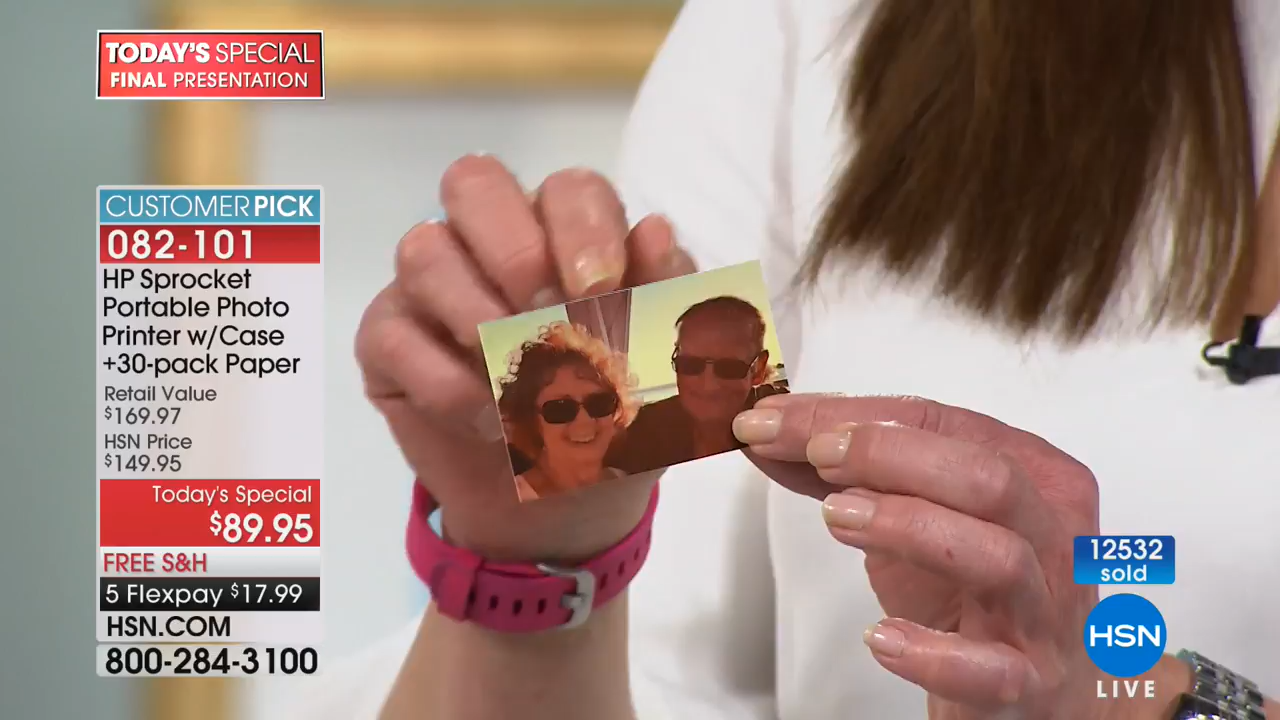 TODAY'S SPECIAL
FINAL PRESENTATION
CUSTOMERPICK
082-101
HP Sprocket
Portable Photo
Printer w/Case
+30-pack Paper
Retail Value
$169.97
HSN Price
$149.95
Today's Special
$89.95
FREE S&H
5 Flexpay $17.99
HSN.COM
800-284-3100
12532
sold
HSN
LIVE